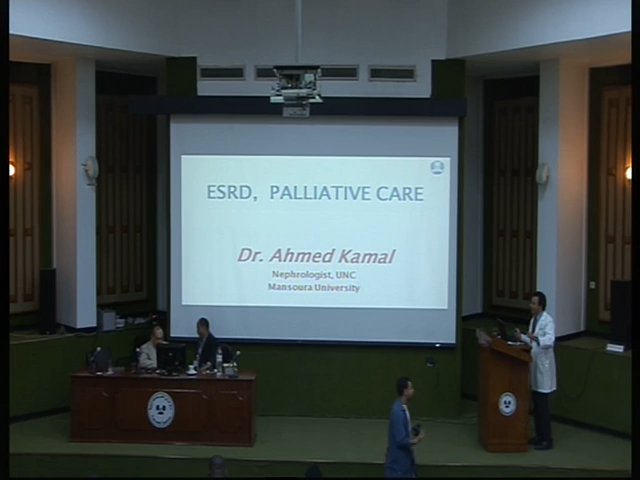 ESRD, PALLIATIVE CARE
Dr. Ahmed Kamal
Nephrologist, UNC
Mansoura University